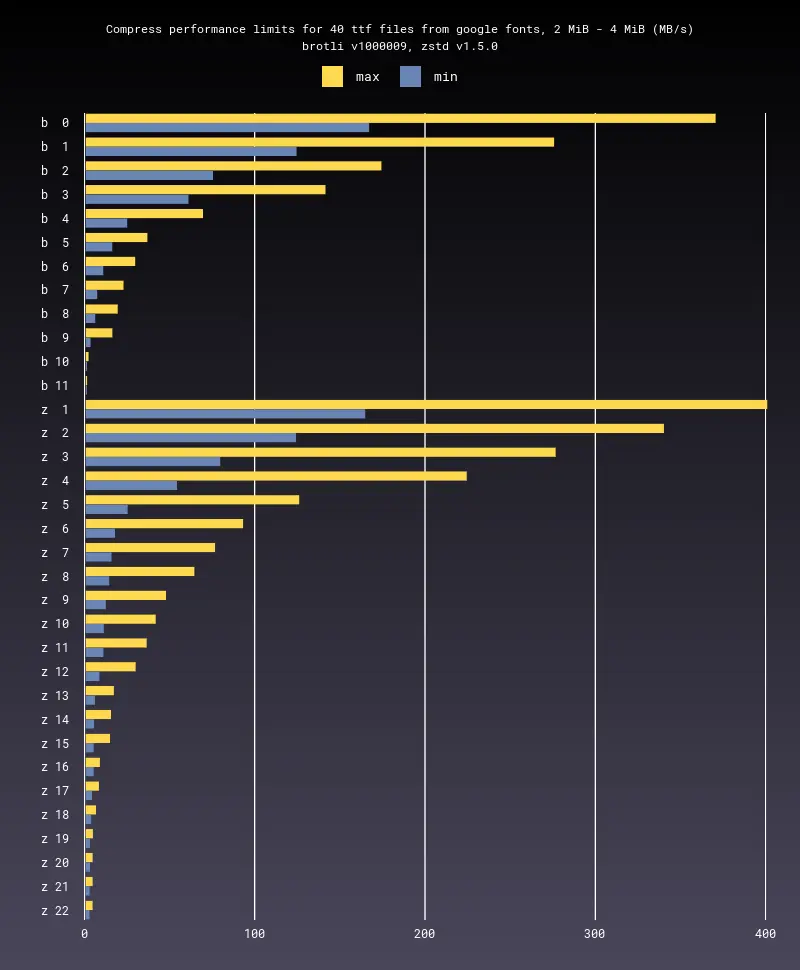 Compress performance limits for 40 ttf files from google fonts, 2 MiB - 4 MiB (MB/s)
brotli v1000009, zstd v1.5.0
max min
b 0
b 1
b 2
b 3
b 4
b 5
b 6
b 7
b 8
b 9
b 10
b 11
z 1
z 2
z 3
z 4
z 5
z 6
z 7
z 8
z 9
z 10
z 11
z 12
z 13
z 14
z 15
z 16
z 17
z 18
z 19
z 20
z 21
z 22
0 100 200 300 400